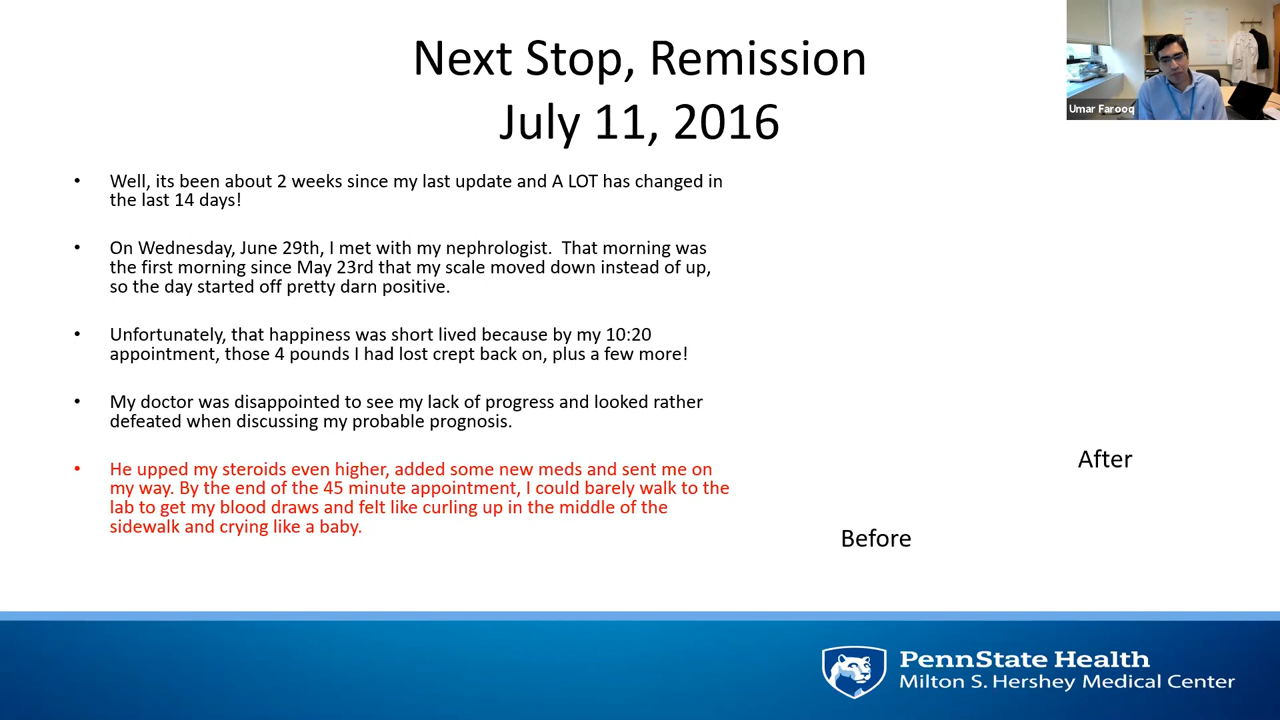 Next Stop, Remission
July 11, 2016
Umar Farooq
• Well, its been about 2 weeks since my last update and A LOT has changed in
the last 14 days!
• On Wednesday, June 29th, I met with my nephrologist.  That morning was
the first morning since May 23rd that my scale moved down instead of up,
so the day started off pretty darn positive.
• Unfortunately, that happiness was short lived because by my 10:20
appointment, those 4 pounds I had lost crept back on, plus a few more!
• My doctor was disappointed to see my lack of progress and looked rather
defeated when discussing my probable prognosis.
• He upped my steroids even higher, added some new meds and sent me on
my way. By the end of the 45 minute appointment, I could barely walk to the
lab to get my blood draws and felt like curling up in the middle of the
sidewalk and crying like a baby.
After
Before
PennState Health
Milton S. Hershey Medical Center